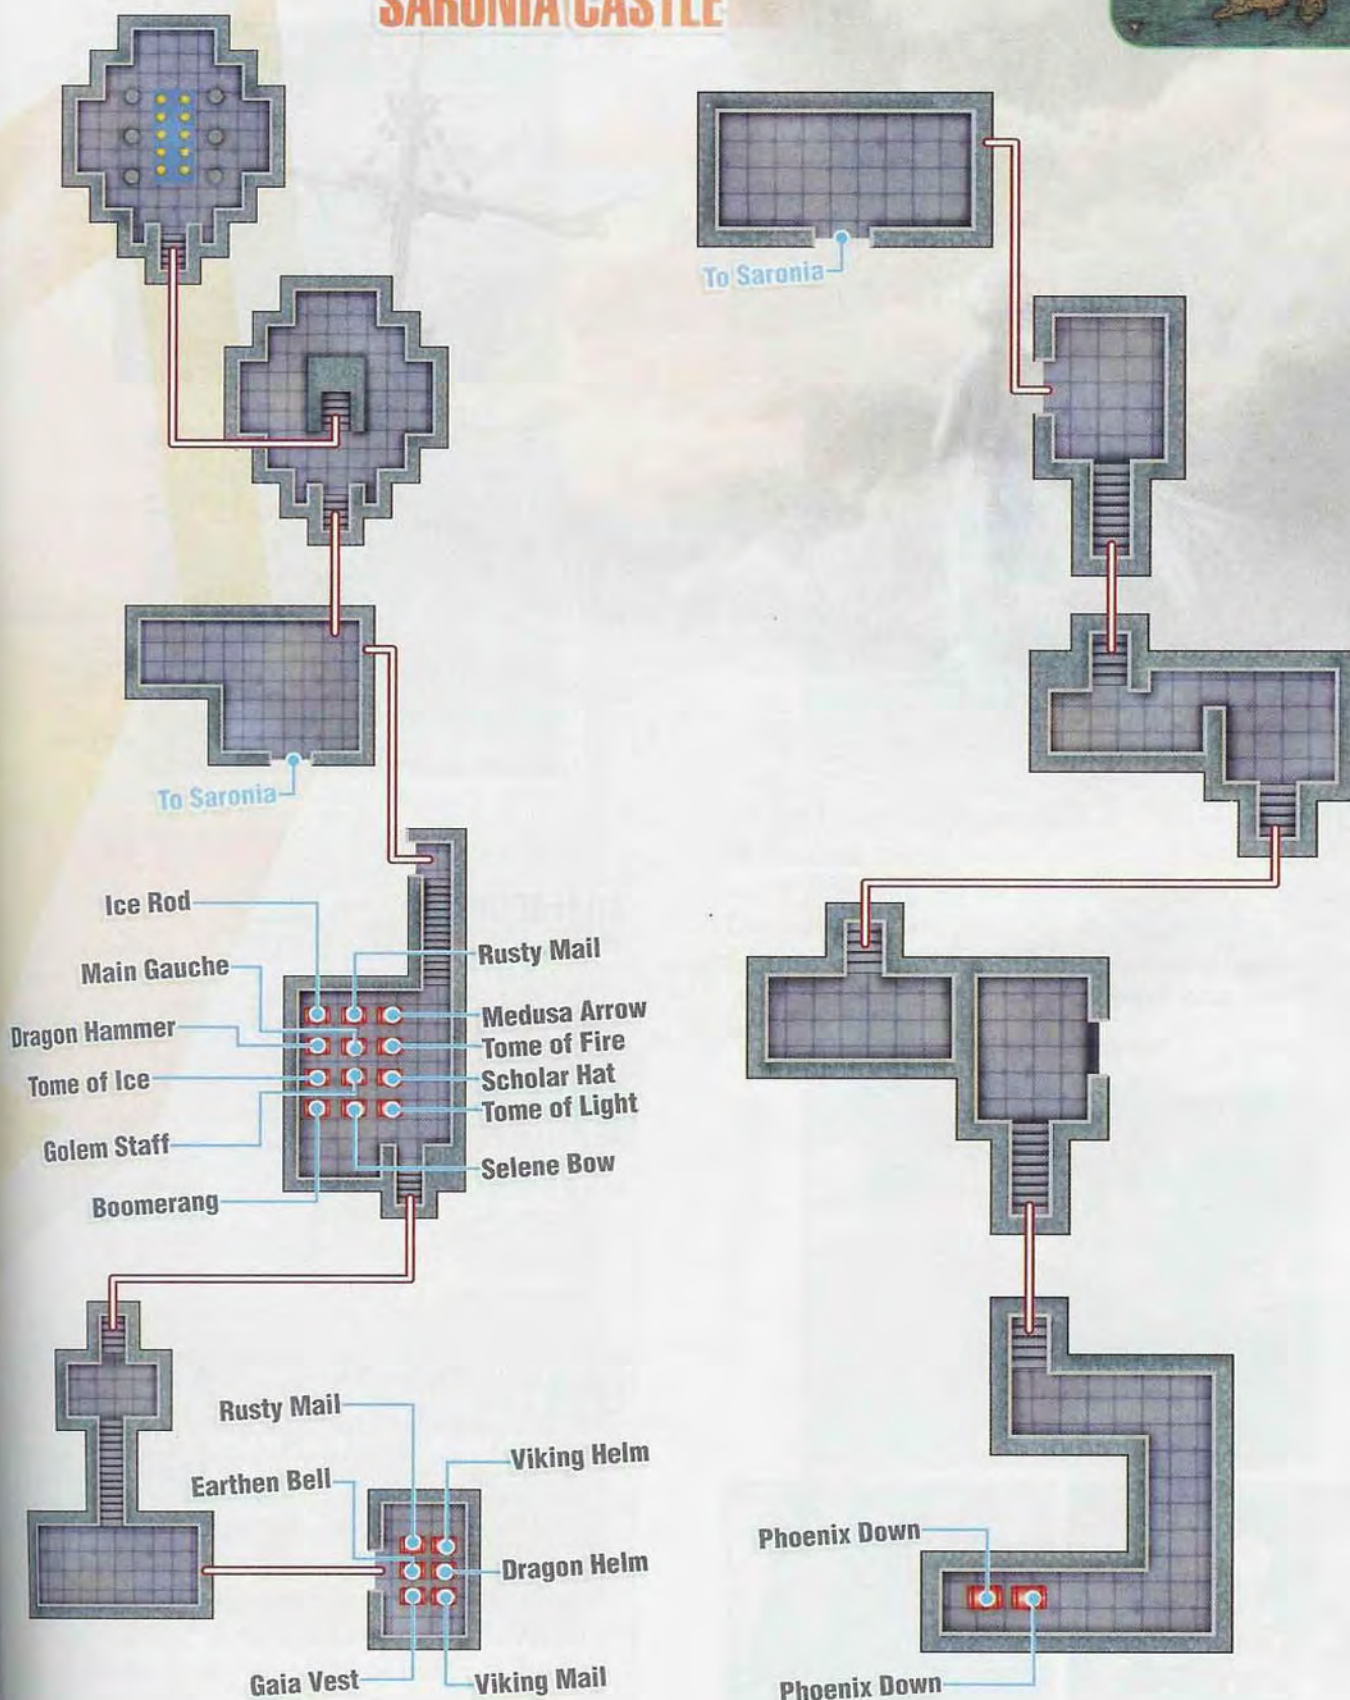 SARONIA CASTLE
To Saronia
To Saronia
Ice Rod
Main Gauche
Dragon Hammer
Tome of Ice
Golem Staff
Boomerang
Rusty Mail
Medusa Arrow
Tome of Fire
Scholar Hat
Tome of Light
Selene Bow
Rusty Mail
Earthen Bell
Gaia Vest
Viking Helm
Dragon Helm
Viking Mail
Phoenix Down
Phoenix Down